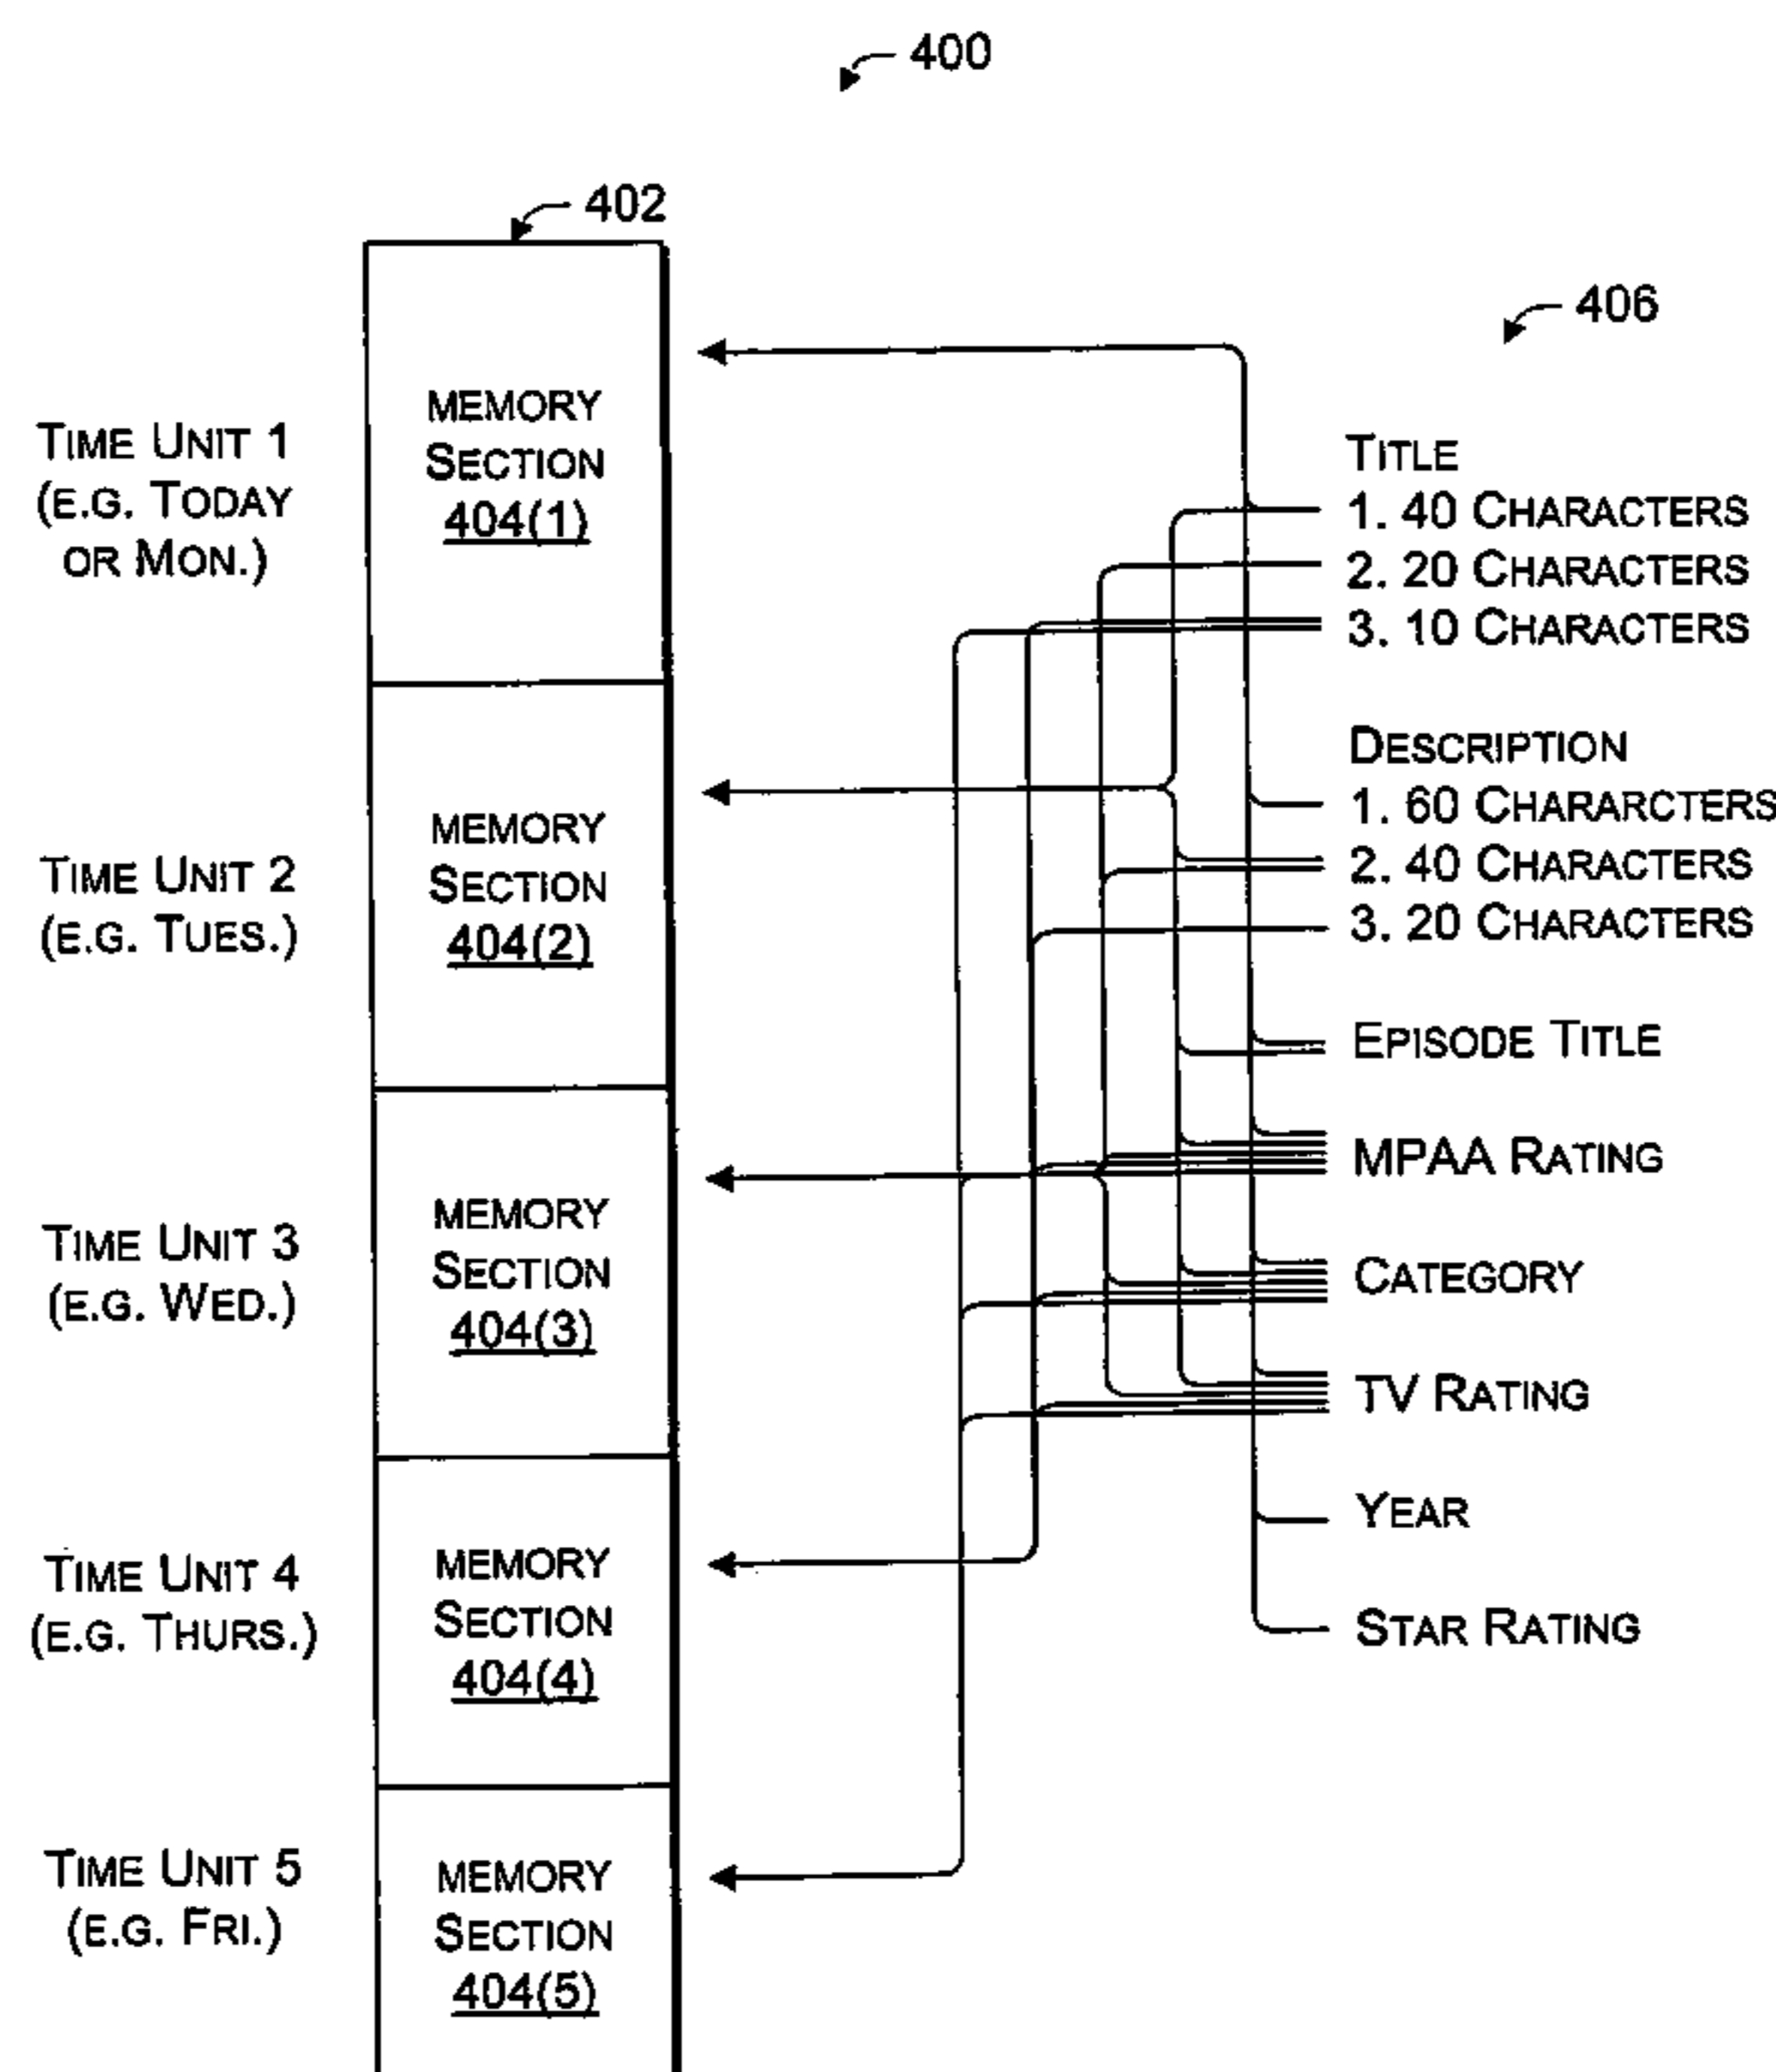 400
402
406
TIME UNIT 1
(E.G. TODAY
OR MON.)
MEMORY
SECTION
404(1)
TITLE
1. 40 CHARACTERS
2. 20 CHARACTERS
3. 10 CHARACTERS
TIME UNIT 2
(E.G. TUES.)
MEMORY
SECTION
404(2)
DESCRIPTION
1. 60 CHARARCTERS
2. 40 CHARACTERS
3. 20 CHARACTERS
EPISODE TITLE
MPAA RATING
TIME UNIT 3
(E.G. WED.)
MEMORY
SECTION
404(3)
CATEGORY
TV RATING
YEAR
TIME UNIT 4
(E.G. THURS.)
MEMORY
SECTION
404(4)
STAR RATING
TIME UNIT 5
(E.G. FRI.)
MEMORY
SECTION
404(5)